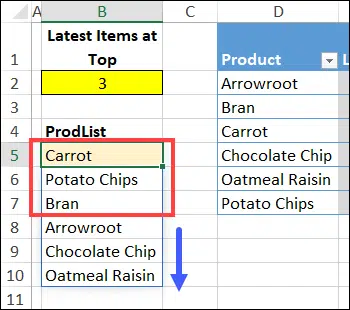 A B C D
1 Latest Items at Top Product L
2 3 Arrowroot
3 Bran
4 ProdList Carrot
5 Carrot Chocolate Chip
6 Potato Chips Oatmeal Raisin
7 Bran Potato Chips
8 Arrowroot
9 Chocolate Chip
10 Oatmeal Raisin
11